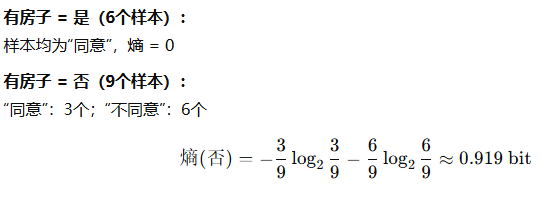 有房子 = 是（6个样本）:
样本均为“同意”，熵 = 0
有房子 = 否（9个样本）:
“同意”: 3个；“不同意”: 6个
熵(否) = −3/9 log₂ 3/9 − 6/9 log₂ 6/9 ≈ 0.919 bit